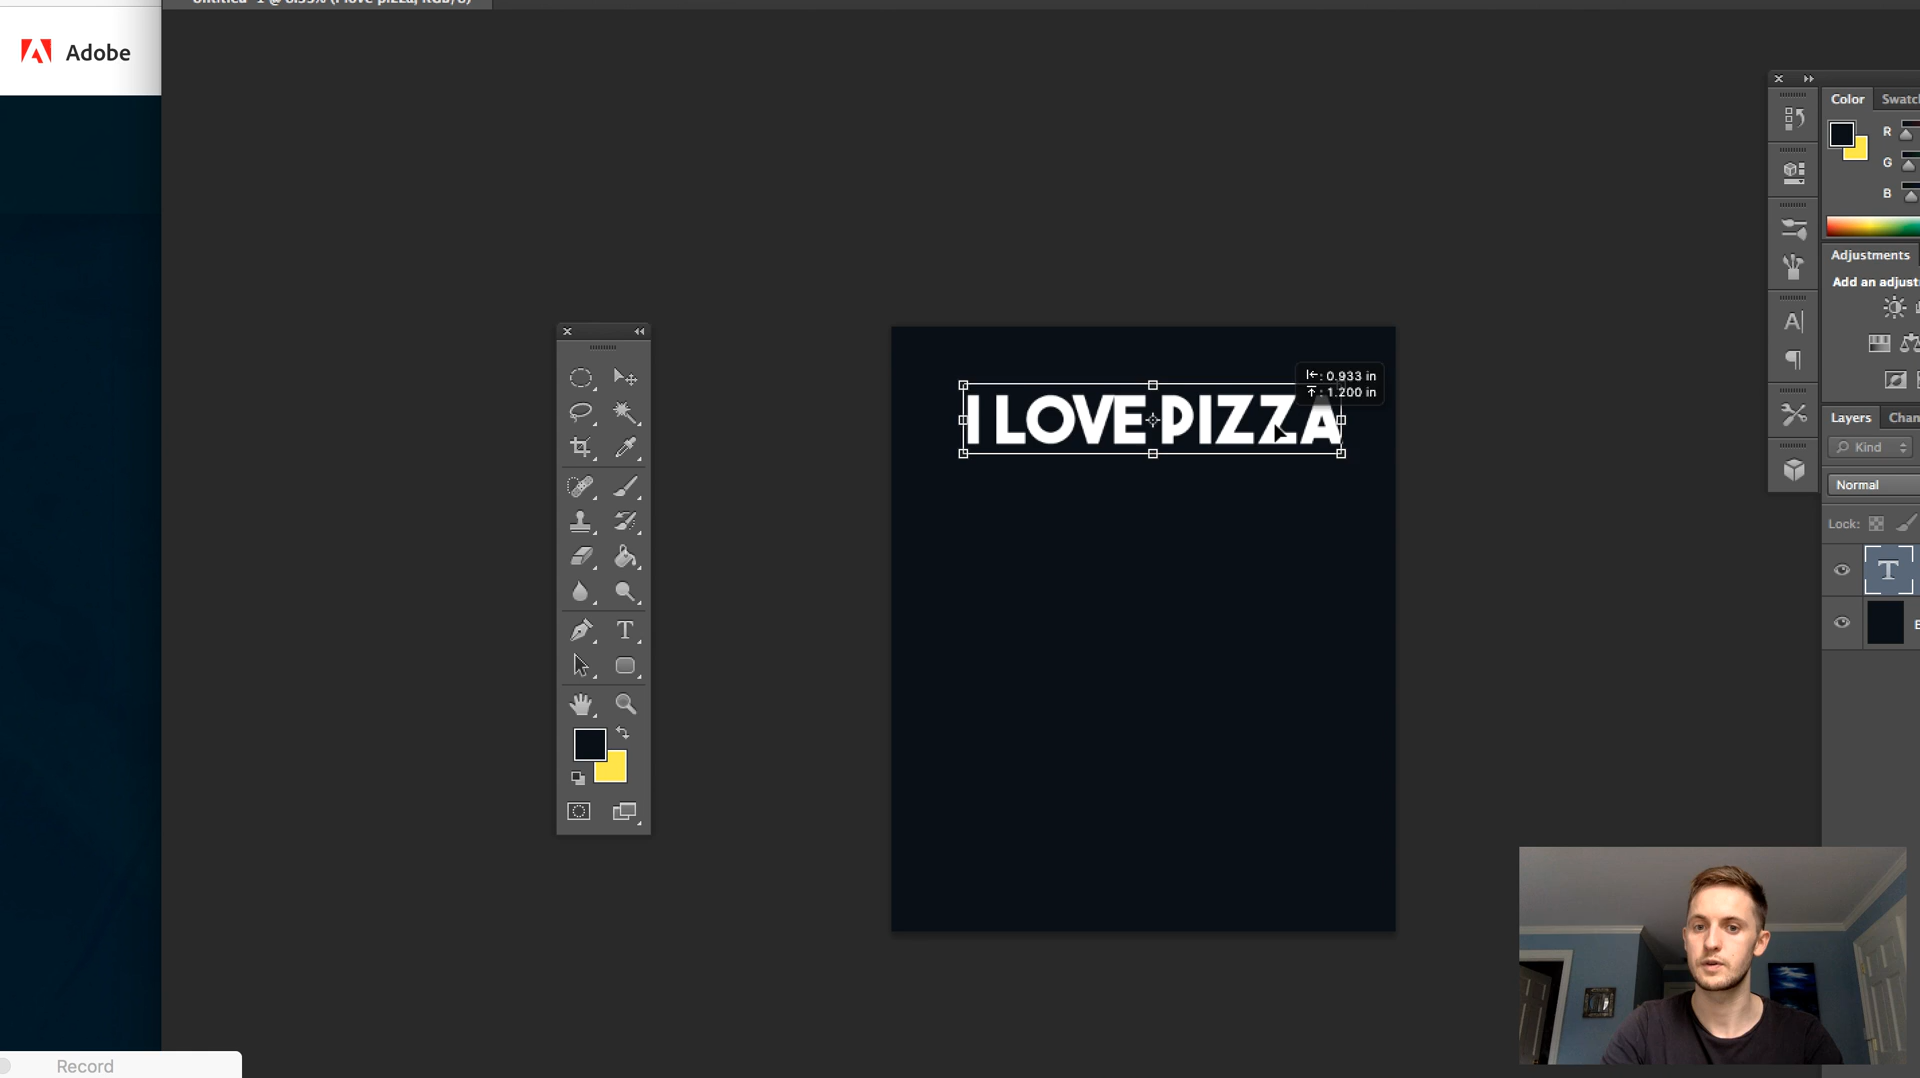 Adobe
Color
Swatc
R
G
B
Adjustments
Add an adjust
I LOVE PIZZA
: 0.933 in
: 1.200 in
Layers
Chan
Kind
Normal
Lock:
T
Record